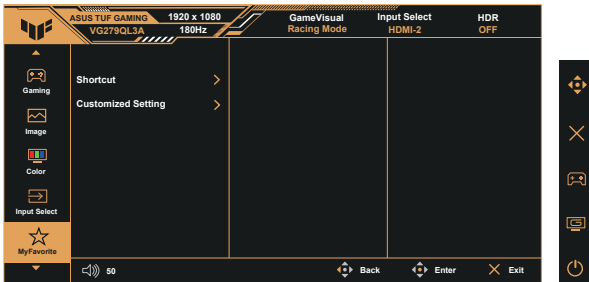 ASUS TUF GAMING 1920 x 1080
VG279QL3A 180Hz
GameVisual
Racing Mode
Input Select
HDMI-2
HDR
OFF
Gaming
Image
Color
Input Select
MyFavorite
Shortcut
Customized Setting
50
Back
Enter
Exit